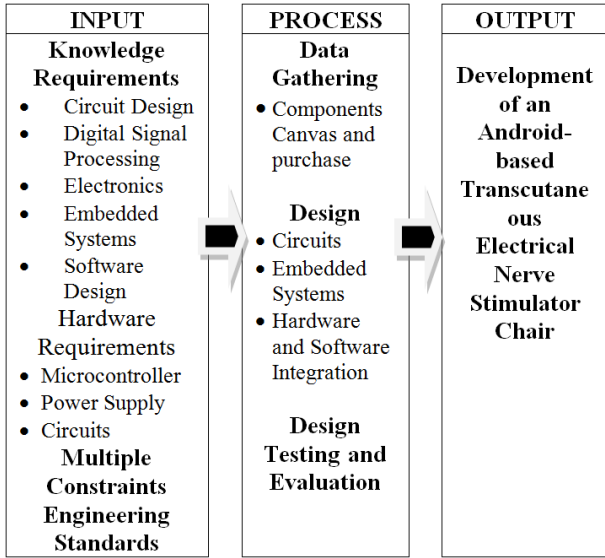 INPUT
Knowledge
Requirements
• Circuit Design
• Digital Signal
Processing
• Electronics
• Embedded
Systems
• Software
Design
Hardware
Requirements
• Microcontroller
• Power Supply
• Circuits
Multiple
Constraints
Engineering
Standards
PROCESS
Data
Gathering
• Components
Canvas and
purchase
Design
• Circuits
• Embedded
Systems
• Hardware
and Software
Integration
Design
Testing and
Evaluation
OUTPUT
Development
of an
Android-
based
Transcutane
ous
Electrical
Nerve
Stimulator
Chair